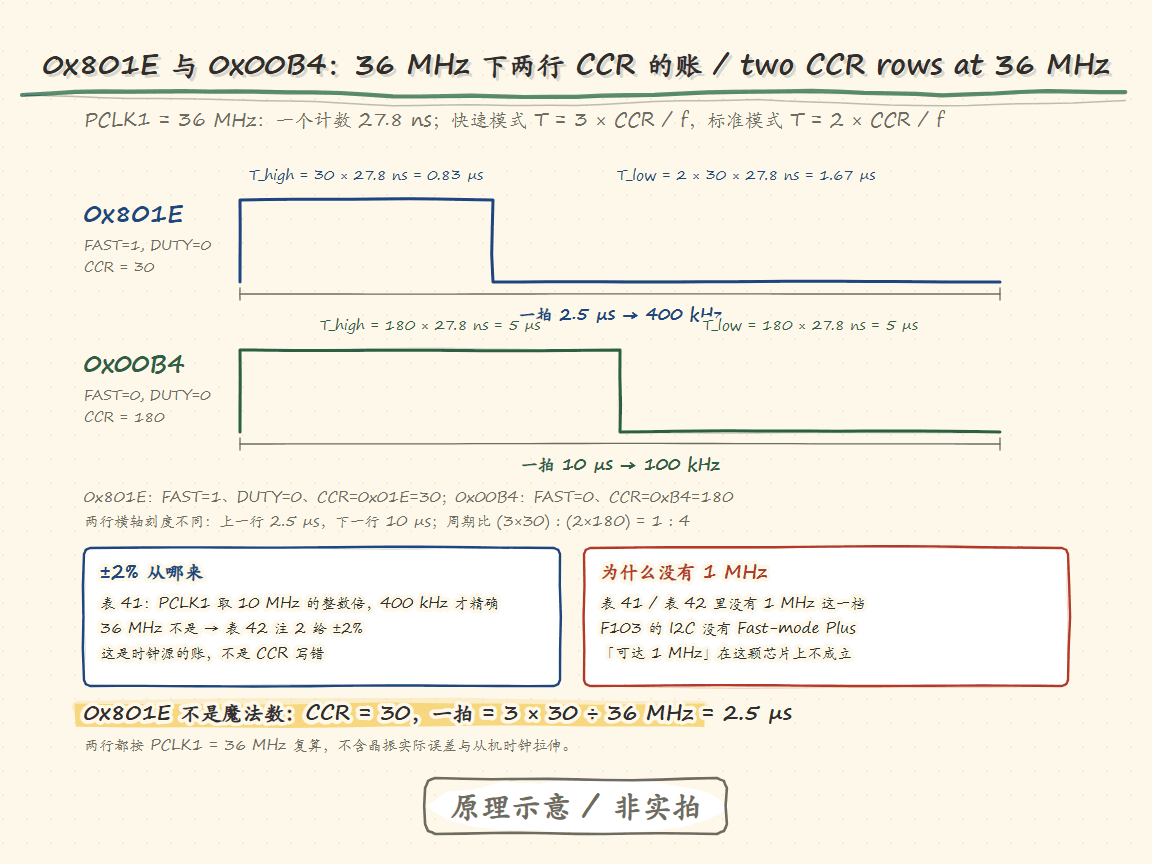 0x801E 与 0x00B4：36 MHz 下两行 CCR 的账 / two CCR rows at 36 MHz
PCLK1 = 36 MHz：一个计数 27.8 ns；快速模式 T = 3 × CCR / f，标准模式 T = 2 × CCR / f
T_high = 30 × 27.8 ns = 0.83 µs
T_low = 2 × 30 × 27.8 ns = 1.67 µs
0x801E
FAST=1, DUTY=0
CCR = 30
一拍 2.5 µs → 400 kHz
T_high = 180 × 27.8 ns = 5 µs
T_low = 180 × 27.8 ns = 5 µs
0x00B4
FAST=0, DUTY=0
CCR = 180
一拍 10 µs → 100 kHz
0x801E：FAST=1、DUTY=0、CCR=0x01E=30；0x00B4：FAST=0、CCR=0xB4=180
两行横轴刻度不同：上一行 2.5 µs，下一行 10 µs；周期比 (3×30) : (2×180) = 1 : 4
±2% 从哪来
表 41：PCLK1 取 10 MHz 的整数倍，400 kHz 才精确
36 MHz 不是 → 表 42 注 2 给 ±2%
这是时钟源的账，不是 CCR 写错
为什么没有 1 MHz
表 41 / 表 42 里没有 1 MHz 这一档
F103 的 I2C 没有 Fast-mode Plus
「可达 1 MHz」在这颗芯片上不成立
0x801E 不是魔法数：CCR = 30，一拍 = 3 × 30 ÷ 36 MHz = 2.5 µs
两行都按 PCLK1 = 36 MHz 复算，不含晶振实际误差与从机时钟拉伸。
原理示意 / 非实拍